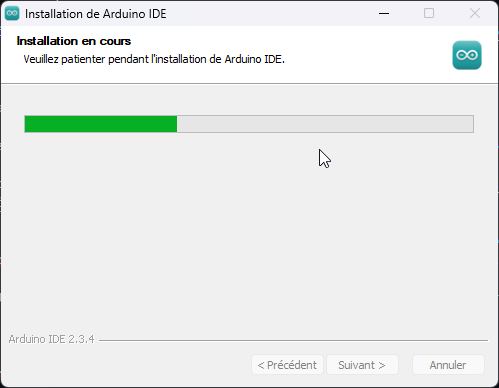 Installation de Arduino IDE
Installation en cours
Veuillez patienter pendant l'installation de Arduino IDE.
Arduino IDE 2.3.4
< Précédent
Suivant >
Annuler